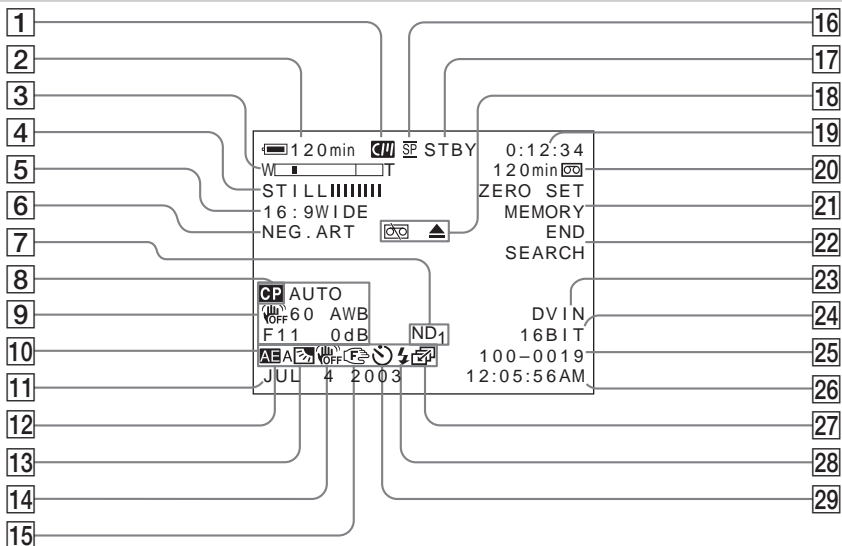 1
2
3
4
5
6
7
8
9
10
11
12
13
14
15
120min SP STBY 0:12:34
W T 120min
STILL ZERO SET
16:9WIDE MEMORY
NEG.ART END
SEARCH
CP AUTO
OFF 60 AWB DV IN
F11 0dB ND1 16BIT
100-0019
AE A OFF F
JUL 4 2003 12:05:56AM
16
17
18
19
20
21
22
23
24
25
26
27
28
29